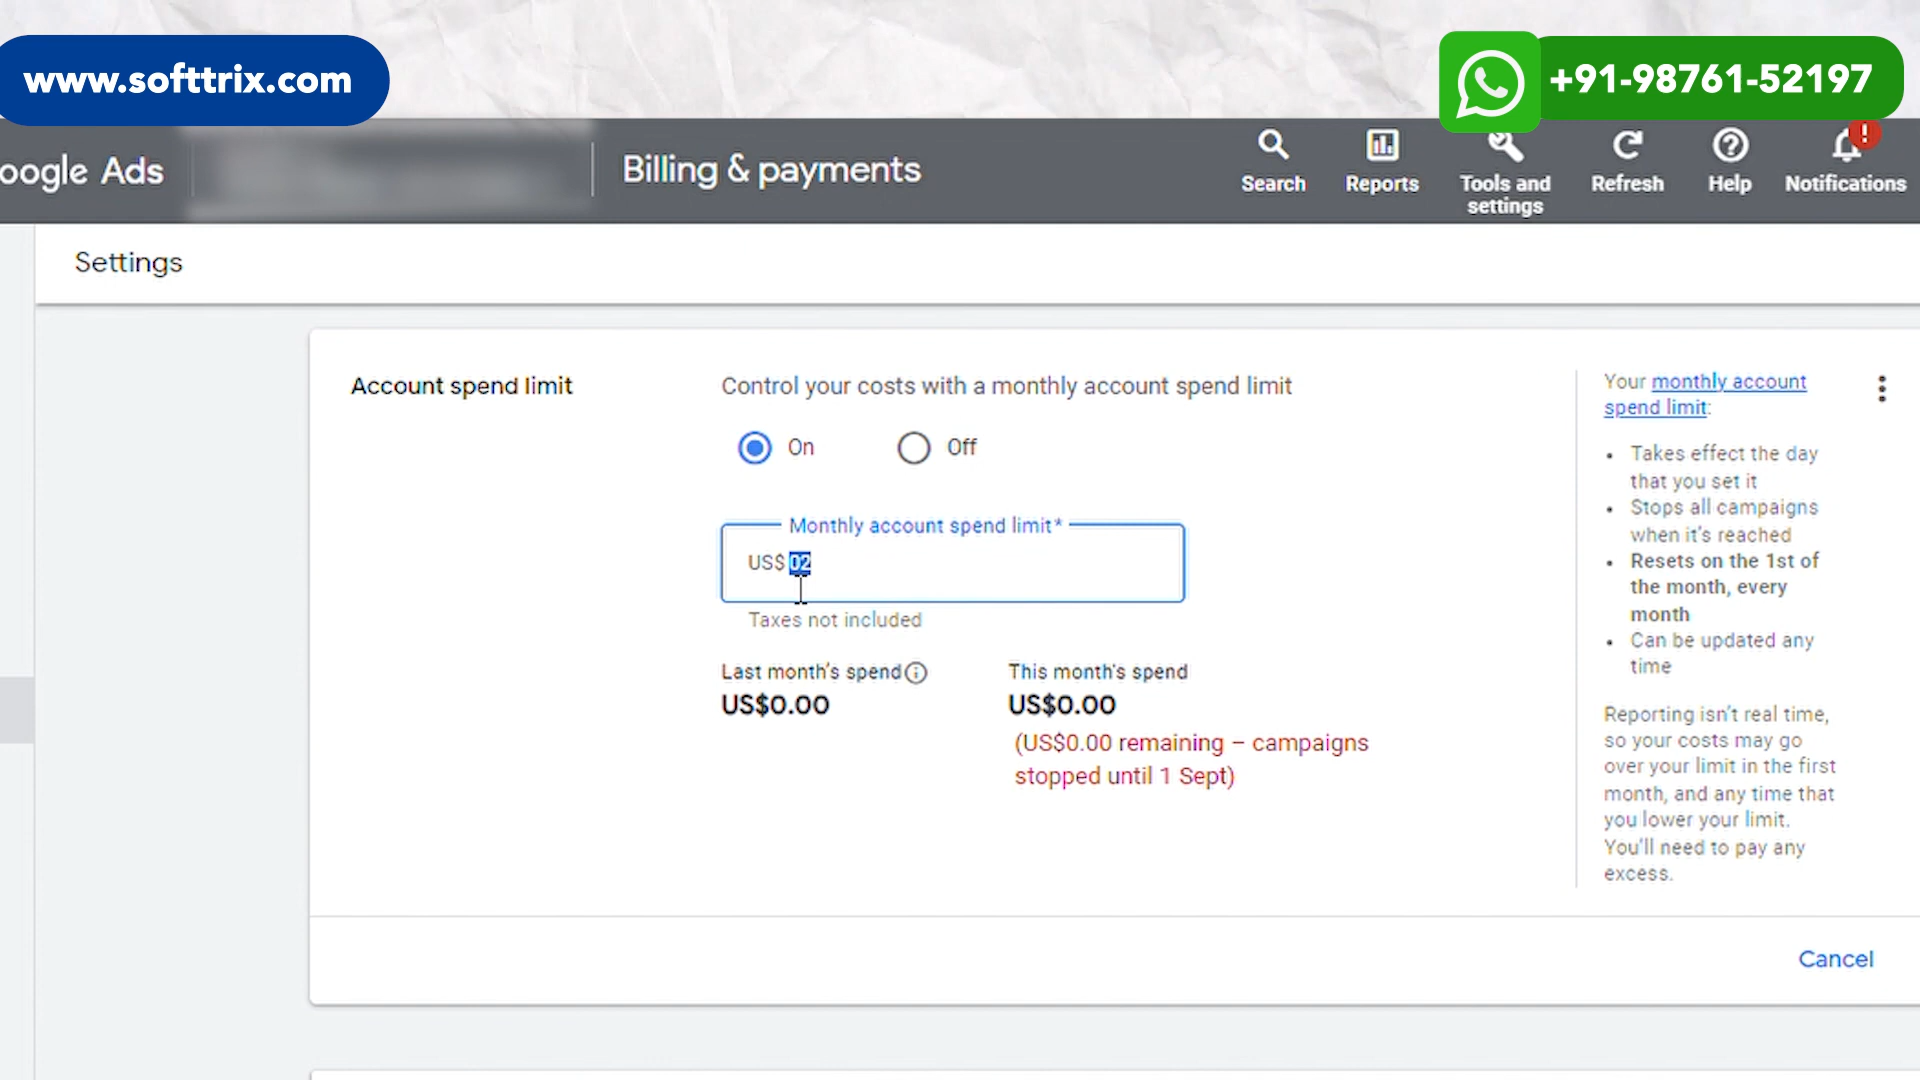 www.softtrix.com
+91-98761-52197
oogle Ads
Billing & payments
Search
Reports
Tools and
settings
Refresh
Help
!
Notifications
Settings
Account spend limit
Control your costs with a monthly account spend limit
On
Off
Monthly account spend limit*
US$ 02
Taxes not included
Last month's spend
US$0.00
This month's spend
US$0.00
(US$0.00 remaining – campaigns
stopped until 1 Sept)
Your monthly account
spend limit:
• Takes effect the day
that you set it
• Stops all campaigns
when it's reached
• Resets on the 1st of
the month, every
month
• Can be updated any
time
Reporting isn't real time,
so your costs may go
over your limit in the first
month, and any time that
you lower your limit.
You'll need to pay any
excess.
Cancel